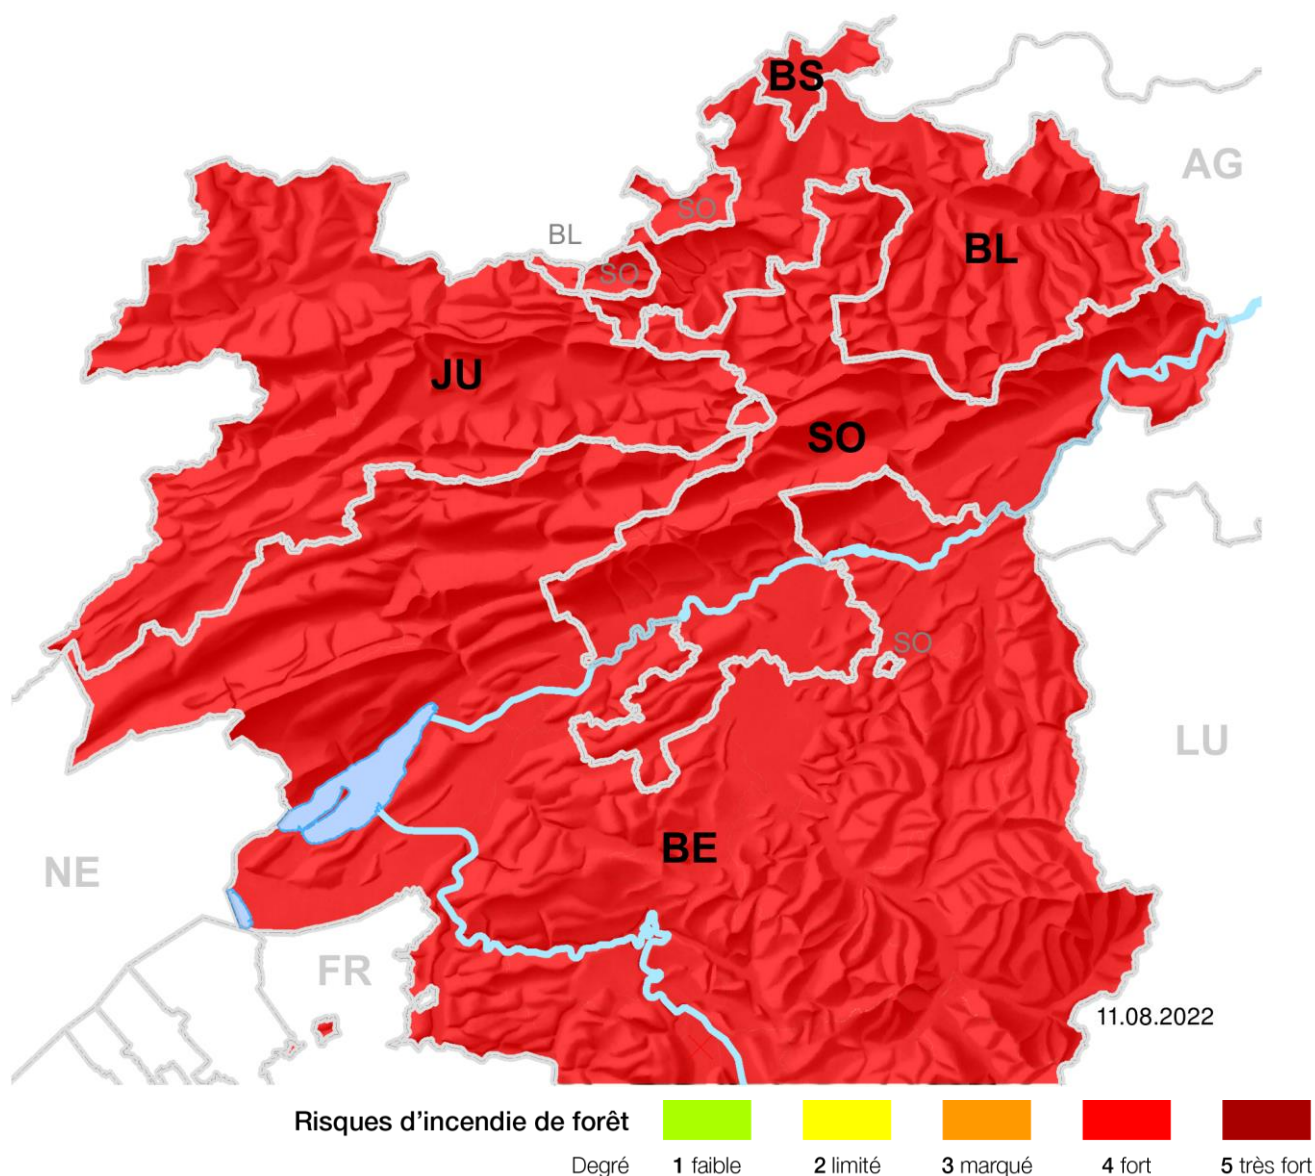 BS
AG
SO
BL
BL
SO
JU
SO
SO
LU
BE
NE
FR
11.08.2022
Risques d'incendie de forêt
Degré 1 faible 2 limité 3 marqué 4 fort 5 très fort